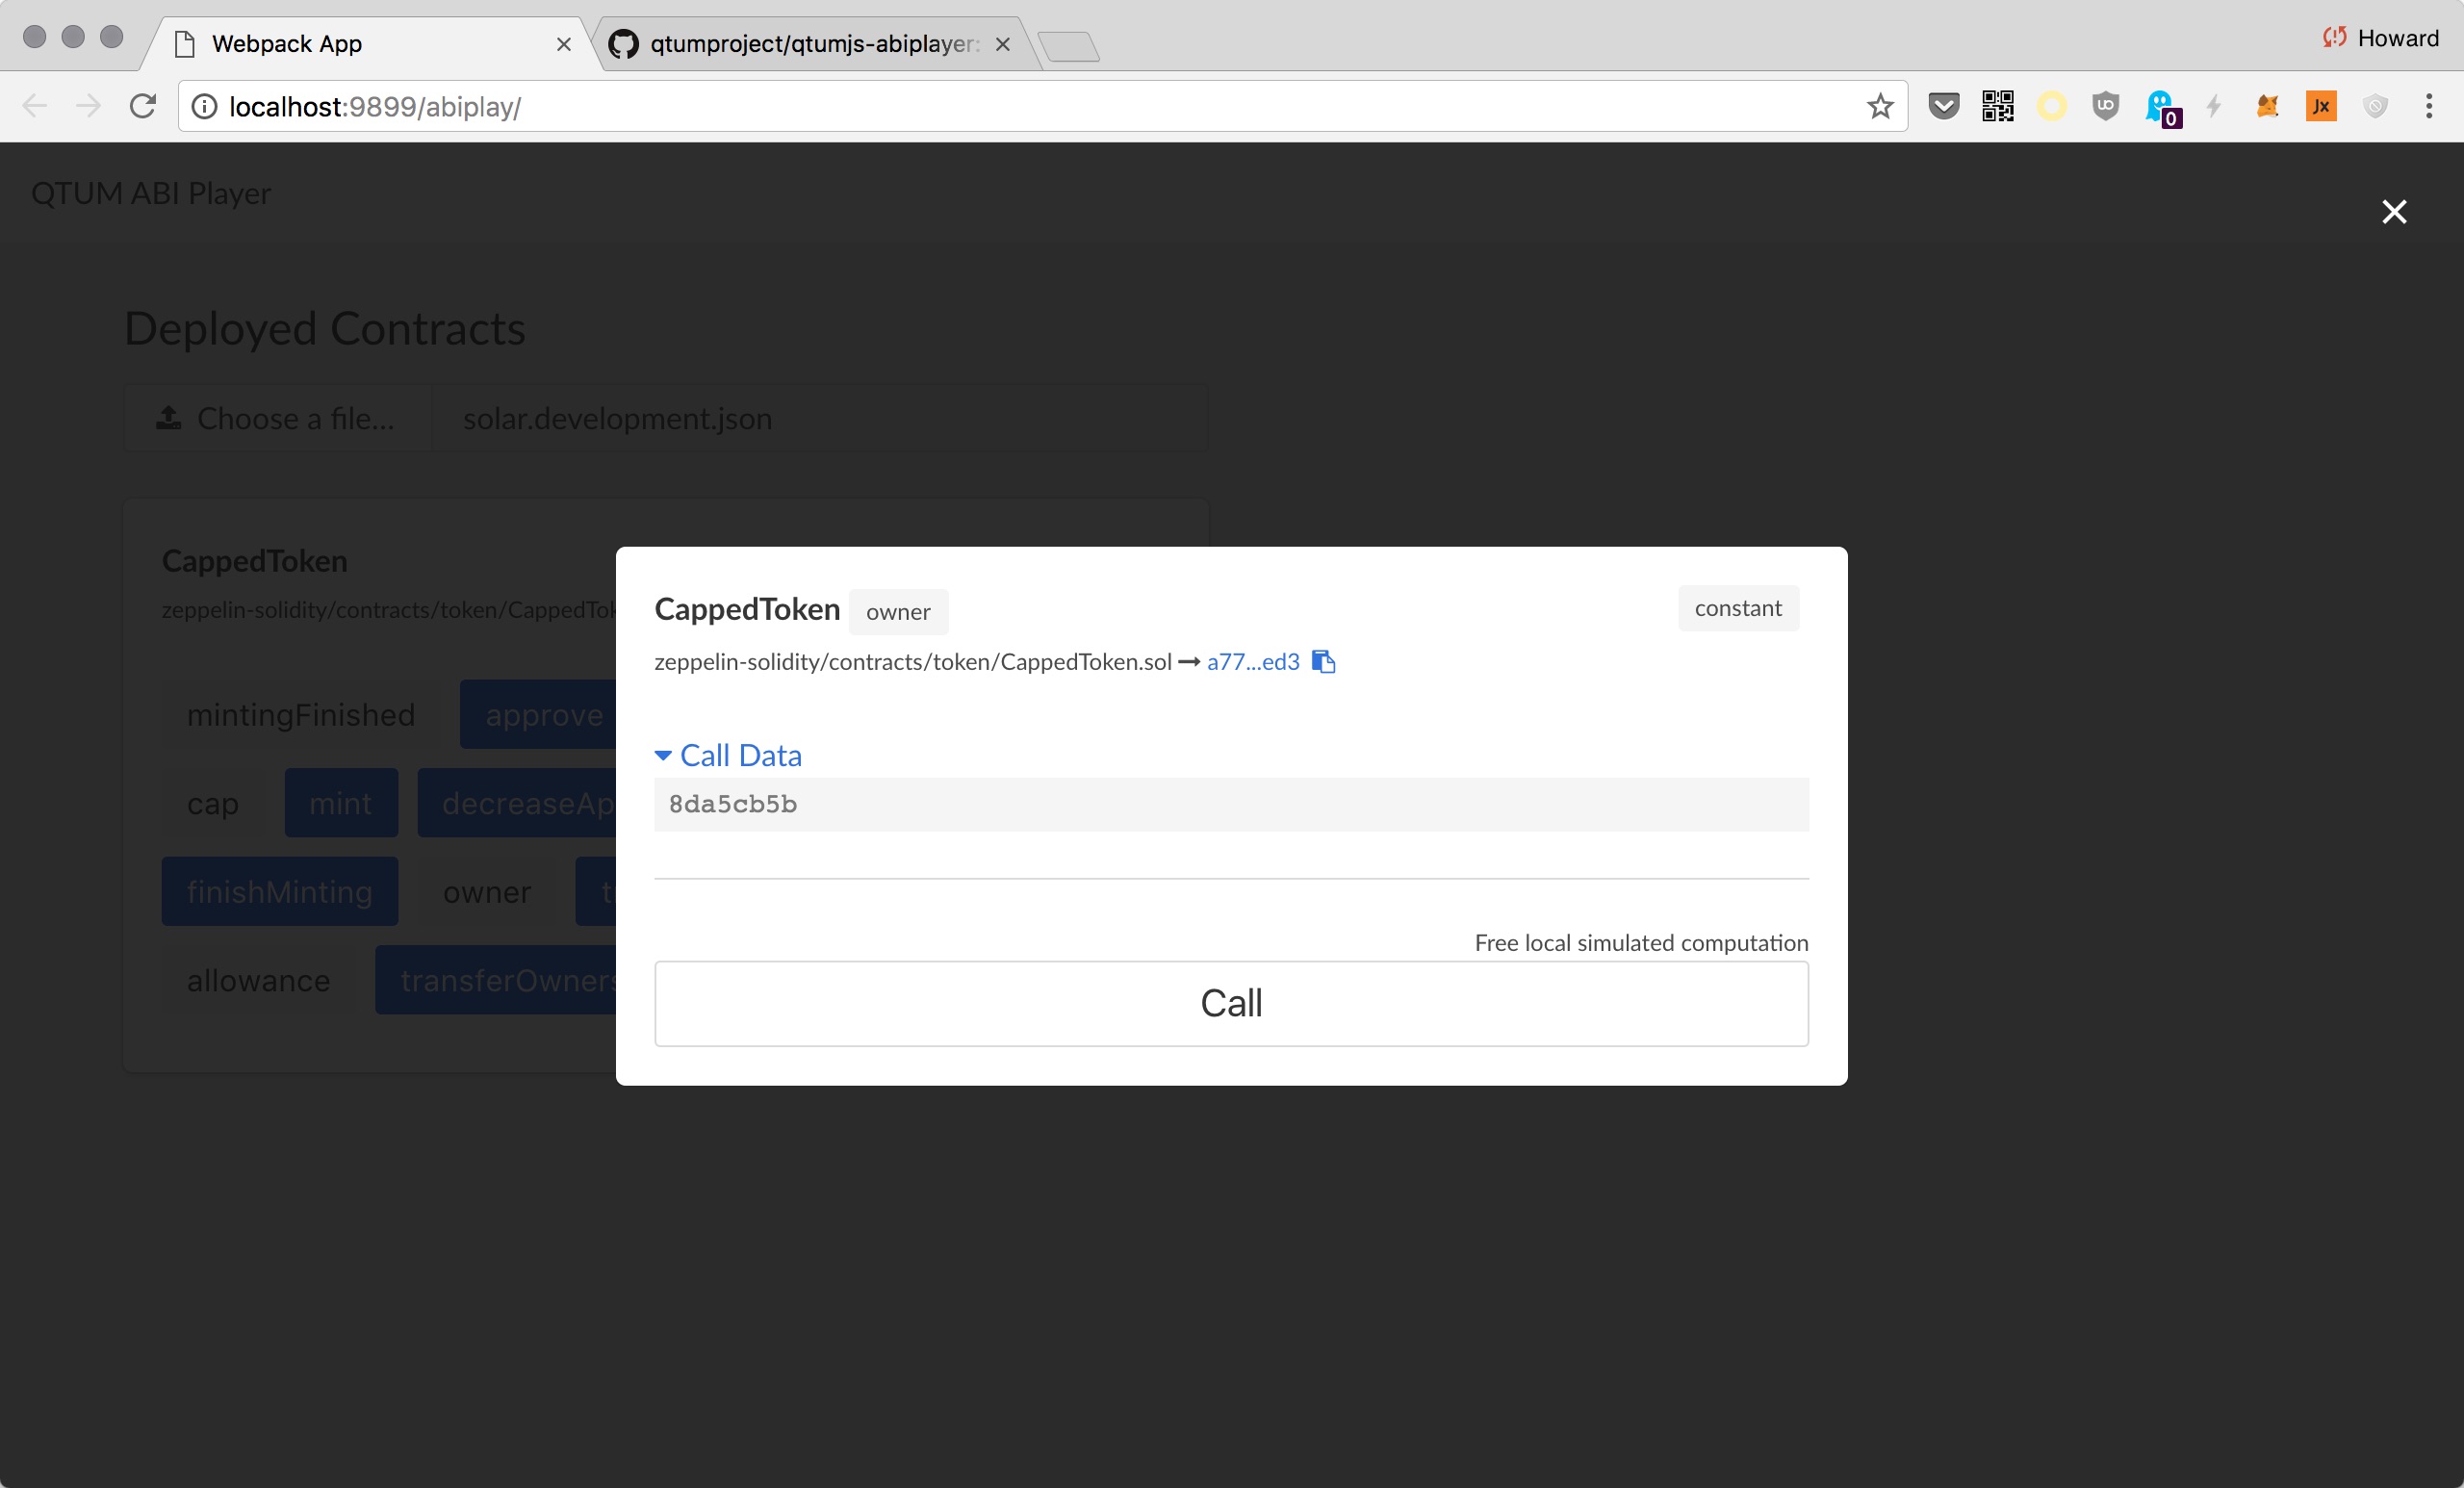 Webpack App
qtumproject/qtumjs-abiplayer:
Howard
localhost:9899/abiplay/
UO
0
Jx
QTUM ABI Player
Deployed Contracts
Choose a file...
solar.development.json
CappedToken
zeppelin-solidity/contracts/token/CappedTok
mintingFinished
approve
cap
mint
decreaseAp
finishMinting
owner
t
allowance
transferOwners
CappedToken
owner
constant
zeppelin-solidity/contracts/token/CappedToken.sol → a77...ed3
Call Data
8da5cb5b
Free local simulated computation
Call